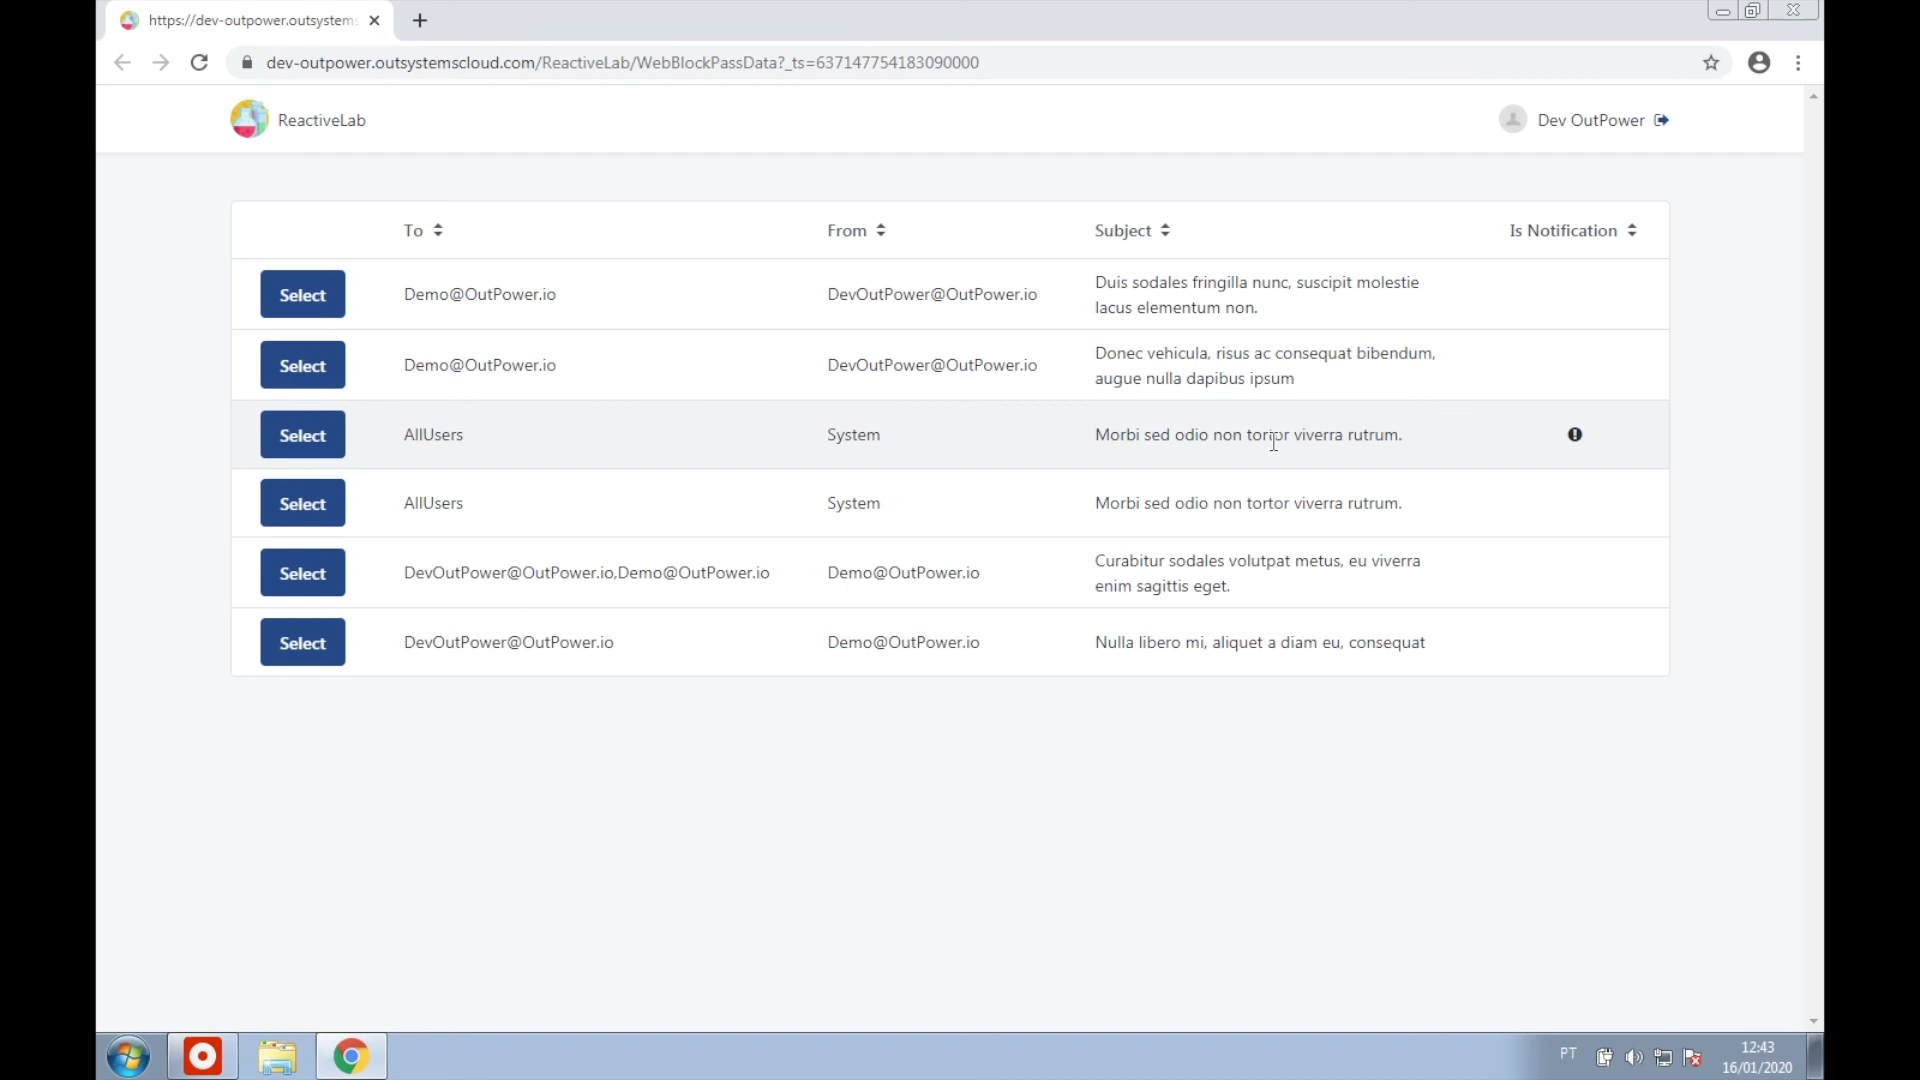 https://dev-outpower.outsystems
dev-outpower.outsystemscloud.com/ReactiveLab/WebBlockPassData?_ts=637147754183090000
ReactiveLab
Dev OutPower
To From Subject Is Notification
Select Demo@OutPower.io DevOutPower@OutPower.io Duis sodales fringilla nunc, suscipit molestie
lacus elementum non.
Select Demo@OutPower.io DevOutPower@OutPower.io Donec vehicula, risus ac consequat bibendum,
augue nulla dapibus ipsum
Select AllUsers System Morbi sed odio non tortor viverra rutrum.
Select AllUsers System Morbi sed odio non tortor viverra rutrum.
Select DevOutPower@OutPower.io,Demo@OutPower.io Demo@OutPower.io Curabitur sodales volutpat metus, eu viverra
enim sagittis eget.
Select DevOutPower@OutPower.io Demo@OutPower.io Nulla libero mi, aliquet a diam eu, consequat
PT
12:43
16/01/2020